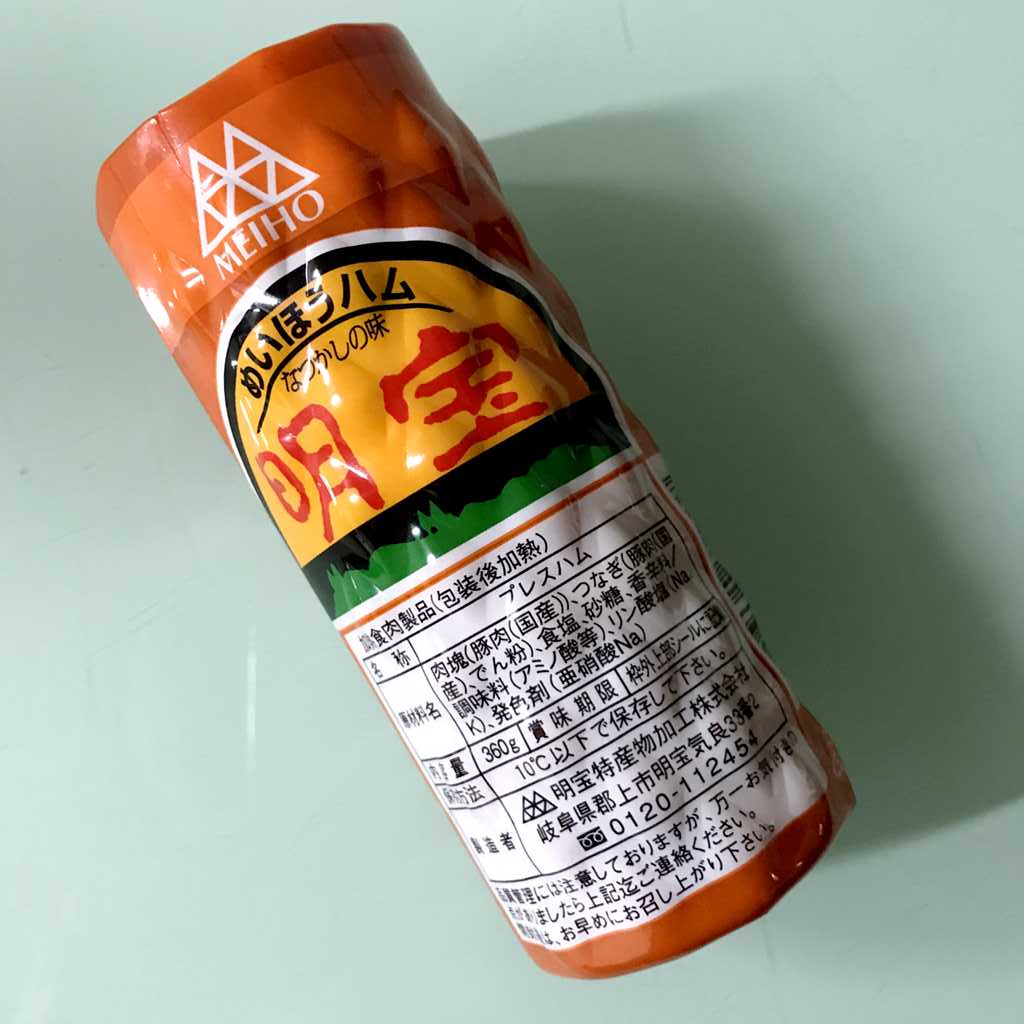 MEIHO
めいほうハム
なつかしの味
明宝
加熱食肉製品(包装後加熱)
名 称 プレスハム
原材料名 肉塊(豚肉(国産))、つなぎ(豚肉(国
産)、でん粉)、食塩、砂糖、香辛料/
調味料(アミノ酸等)、リン酸塩(Na、
K)、発色剤(亜硝酸Na)
内容量 360g 賞味期限 枠外上部シールに記載
保存方法 10℃以下で保存して下さい。
製造者 明宝特産物加工株式会社
岐阜県郡上市明宝気良33番2
0120-112454
品質管理には注意しておりますが、万一お気付きの
点がありましたら上記迄ご連絡ください。
開封後は、お早めにお召し上がり下さい。